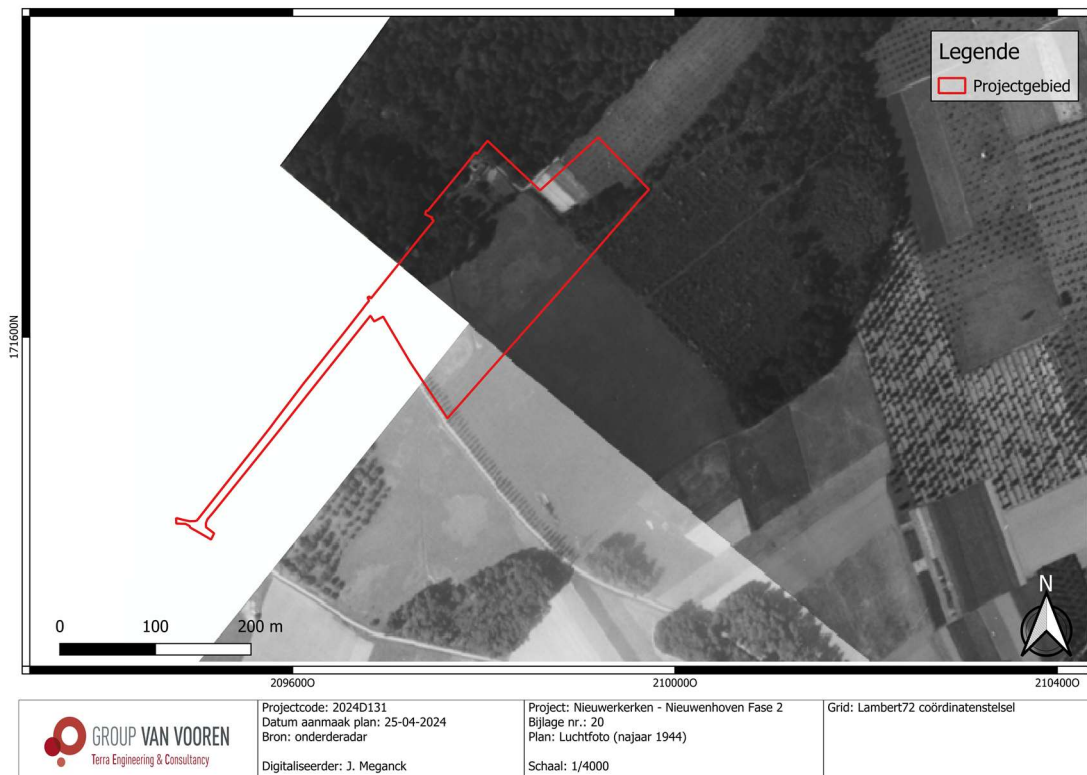 Legende
Projectgebied
171600N
N
0 100 200 m
209600O 210000O 210400O
GROUP VAN VOOREN
Terra Engineering & Consultancy
Projectcode: 2024D131
Datum aanmaak plan: 25-04-2024
Bron: onderderadar
Digitaliseerder: J. Meganck
Project: Nieuwerkerken - Nieuwenhoven Fase 2
Bijlage nr.: 20
Plan: Luchtfoto (najaar 1944)
Schaal: 1/4000
Grid: Lambert72 coördinatenstelsel